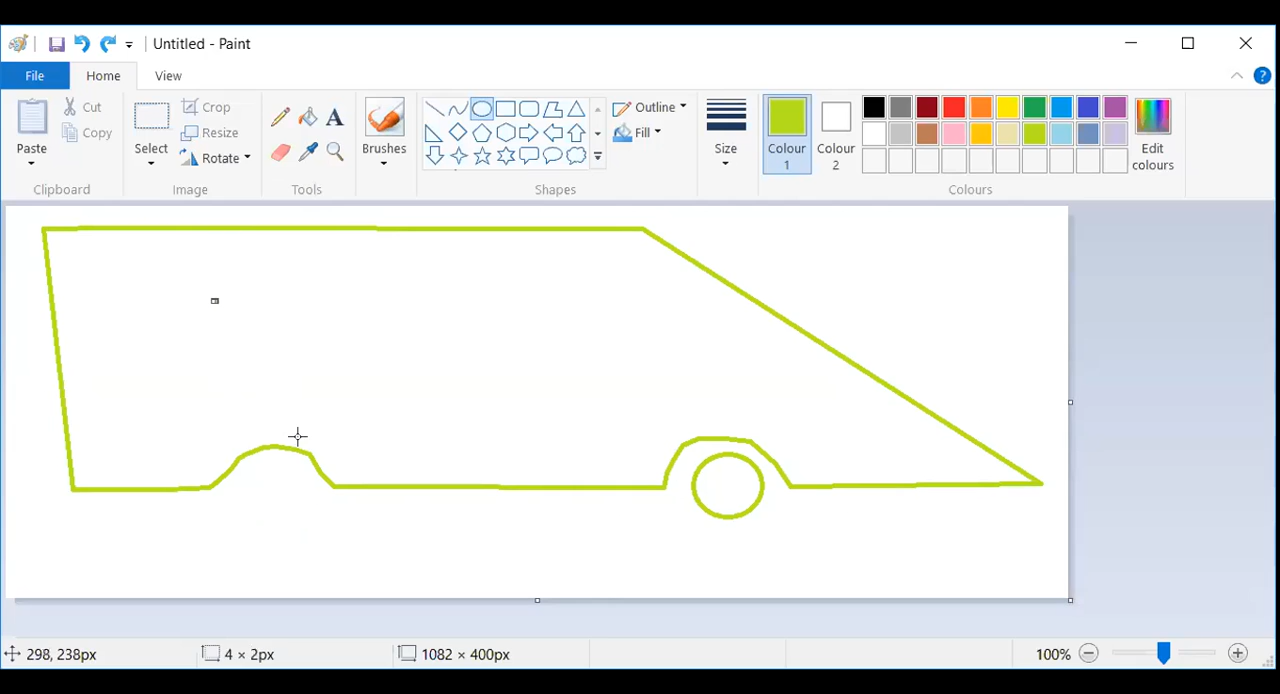 Untitled - Paint
File Home View
Paste
Cut
Copy
Clipboard
Select
Crop
Resize
Rotate
Image
A
Tools
Brushes
Outline
Fill
Shapes
Size
Colour 1
Colour 2
Edit colours
Colours
298, 238px
4 × 2px
1082 × 400px
100%